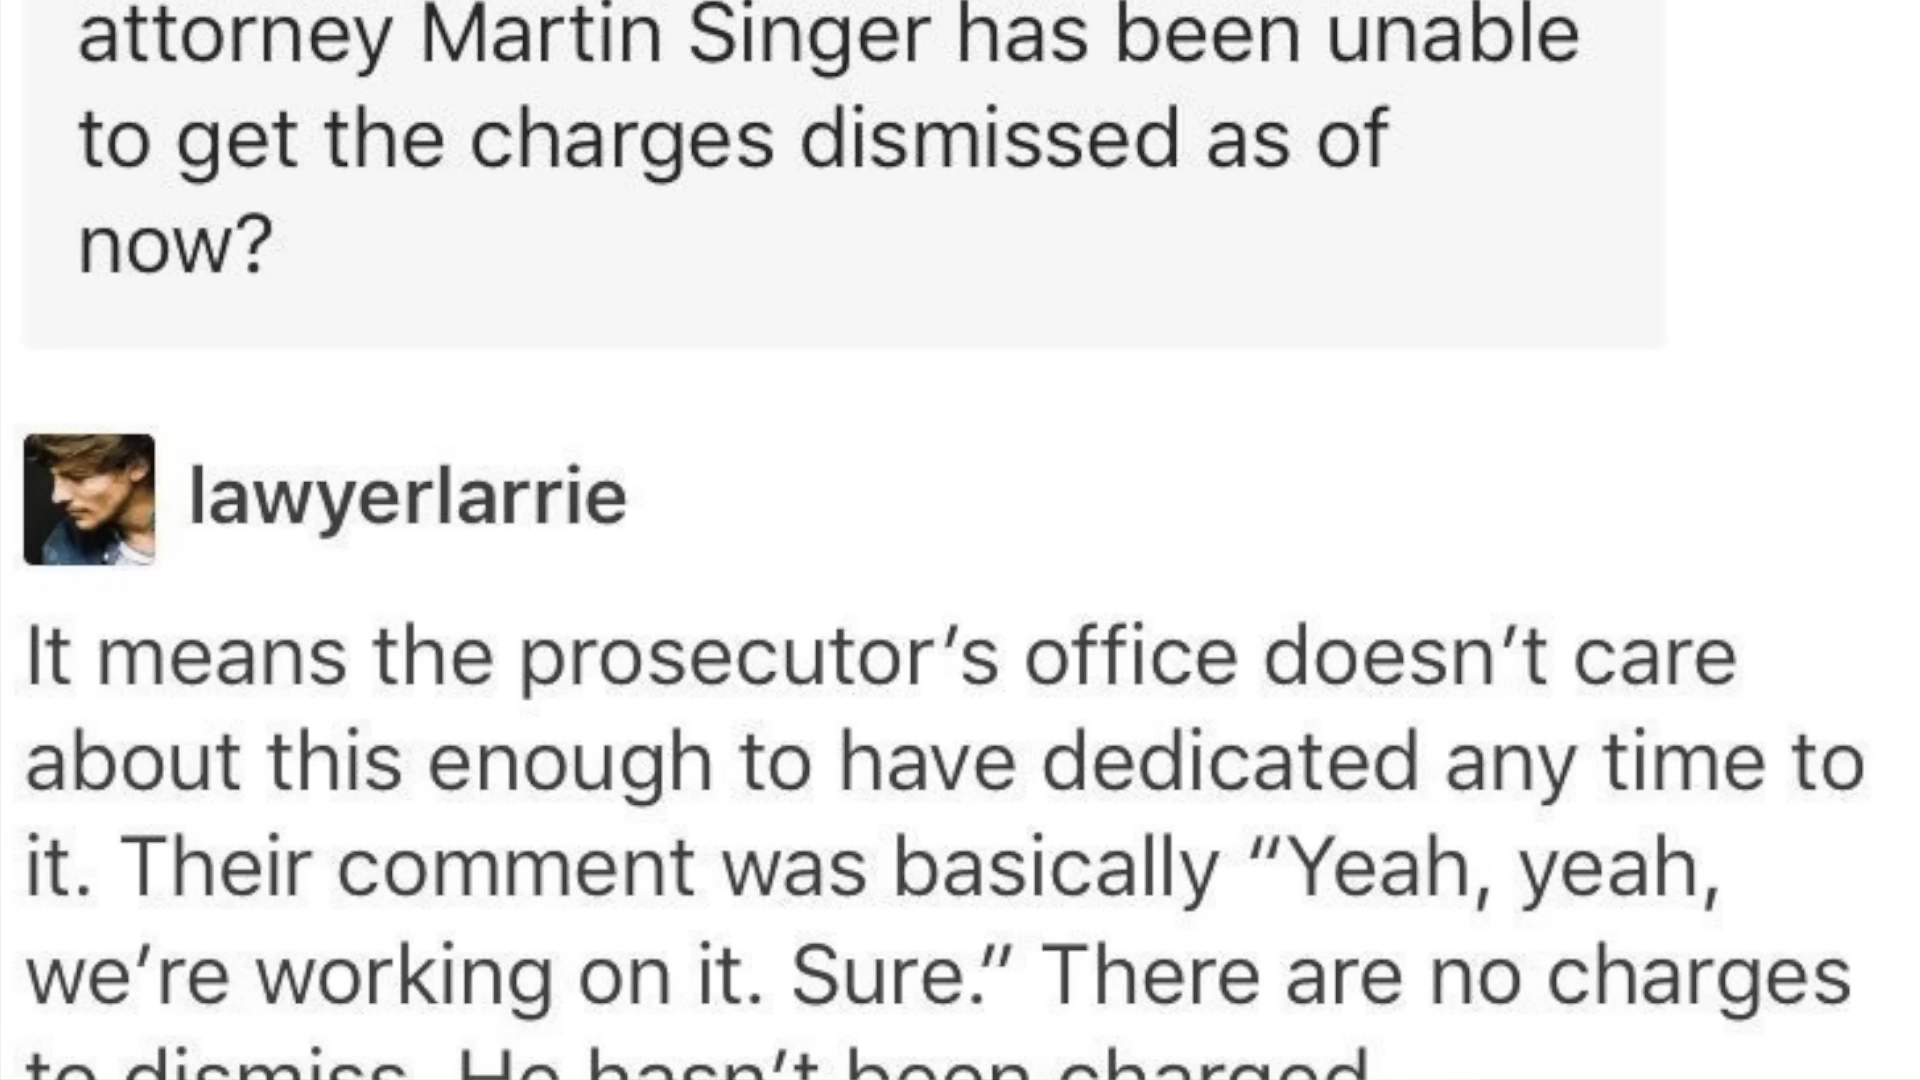 attorney Martin Singer has been unable
to get the charges dismissed as of
now?
lawyerlarrie
It means the prosecutor's office doesn't care
about this enough to have dedicated any time to
it. Their comment was basically “Yeah, yeah,
we're working on it. Sure.” There are no charges
to dismiss. He hasn't been charged